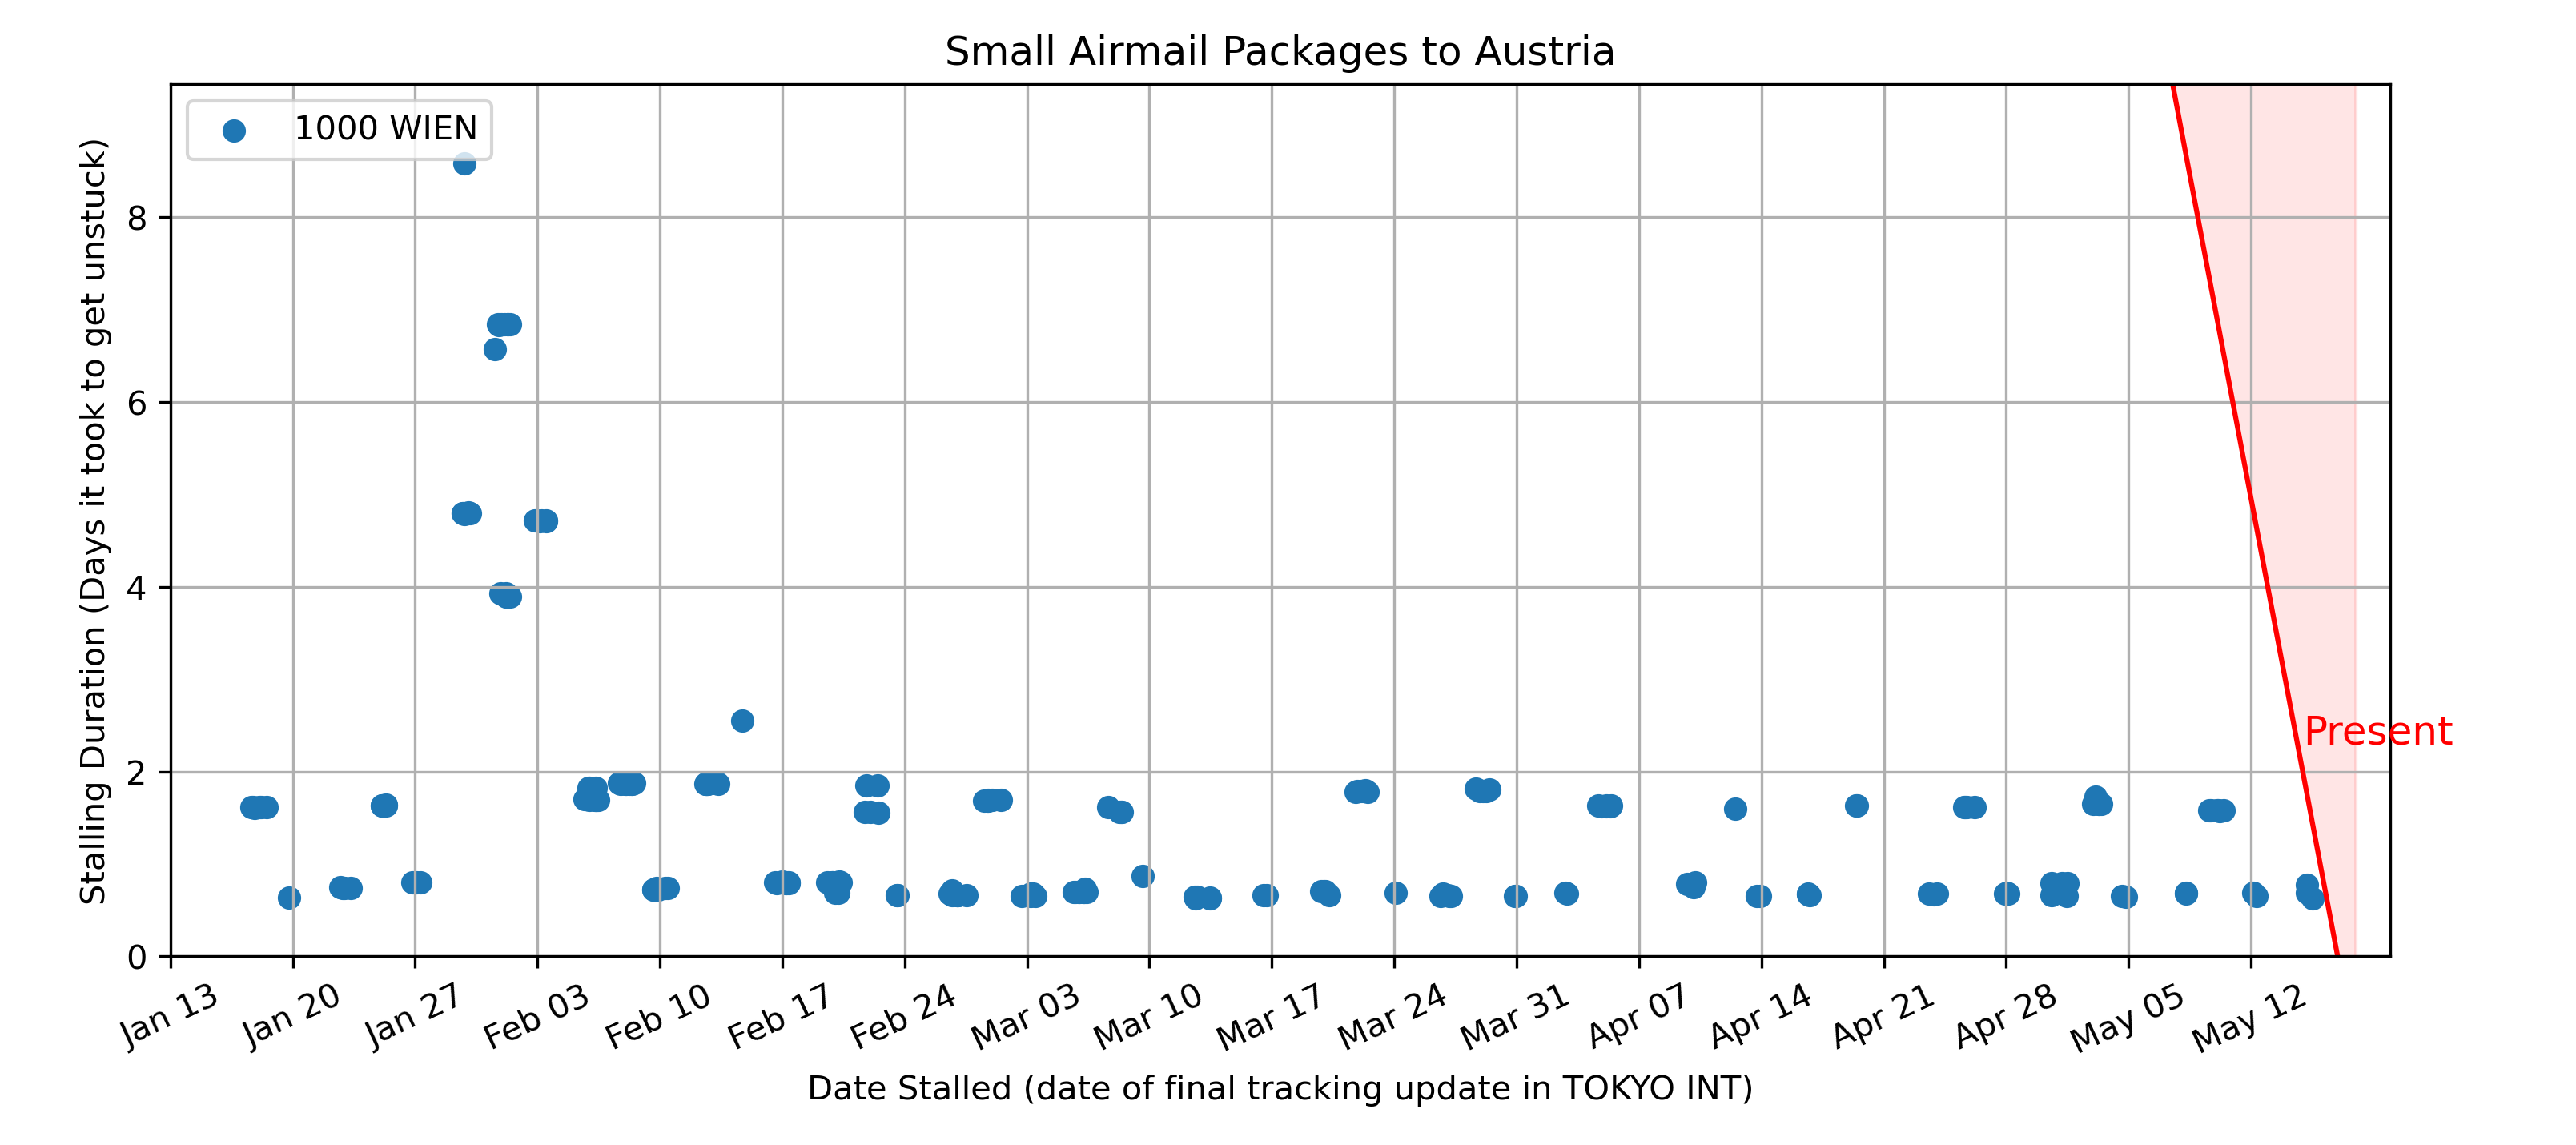 Small Airmail Packages to Austria
1000 WIEN
Stalling Duration (Days it took to get unstuck)
8
6
4
2
0
Present
Jan 13
Jan 20
Jan 27
Feb 03
Feb 10
Feb 17
Feb 24
Mar 03
Mar 10
Mar 17
Mar 24
Mar 31
Apr 07
Apr 14
Apr 21
Apr 28
May 05
May 12
Date Stalled (date of final tracking update in TOKYO INT)